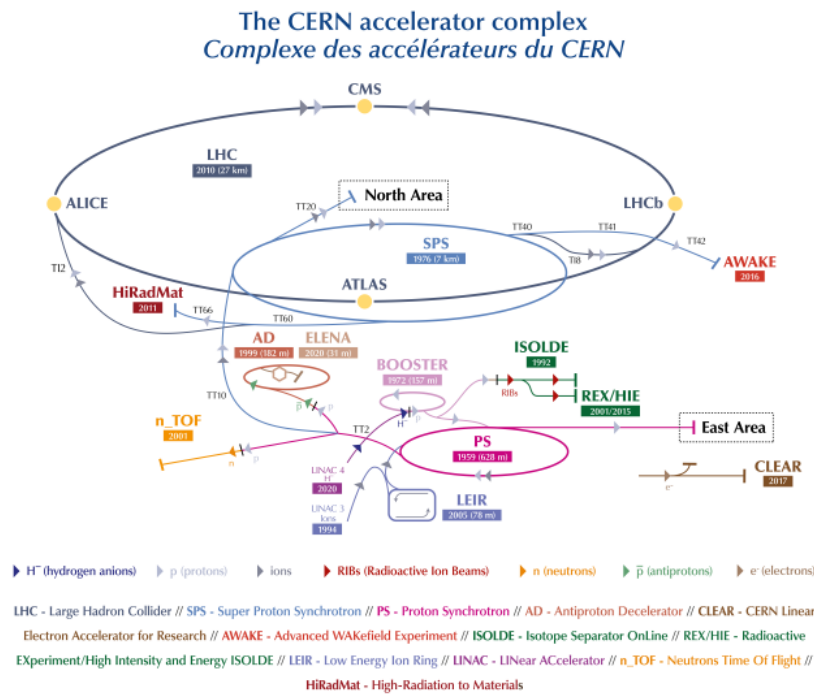 The CERN accelerator complex
Complexe des accélérateurs du CERN
CMS
LHC
2010 (27 km)
North Area
TT20
ALICE
LHCb
TT40
TT41
SPS
1976 (7 km)
TI8
TT42
AWAKE
2016
TI2
HiRadMat
2011
ATLAS
TT66
TT60
AD
1999 (182 m)
ELENA
2020 (31 m)
ISOLDE
1992
BOOSTER
1972 (157 m)
RIBs
REX/HIE
2001/2015
TT10
p̅
p
H⁻
p
East Area
n_TOF
2001
TT2
n
p
PS
1959 (628 m)
LINAC 4
H⁻
2020
CLEAR
2017
e⁻
LINAC 3
Ions
1994
LEIR
2005 (78 m)
H⁻ (hydrogen anions)
p (protons)
ions
RIBs (Radioactive Ion Beams)
n (neutrons)
p̅ (antiprotons)
e⁻ (electrons)
LHC - Large Hadron Collider // SPS - Super Proton Synchrotron // PS - Proton Synchrotron // AD - Antiproton Decelerator // CLEAR - CERN Linear
Electron Accelerator for Research // AWAKE - Advanced WAKefield Experiment // ISOLDE - Isotope Separator OnLine // REX/HIE - Radioactive
EXperiment/High Intensity and Energy ISOLDE // LEIR - Low Energy Ion Ring // LINAC - LINear ACcelerator // n_TOF - Neutrons Time Of Flight //
HiRadMat - High-Radiation to Materials